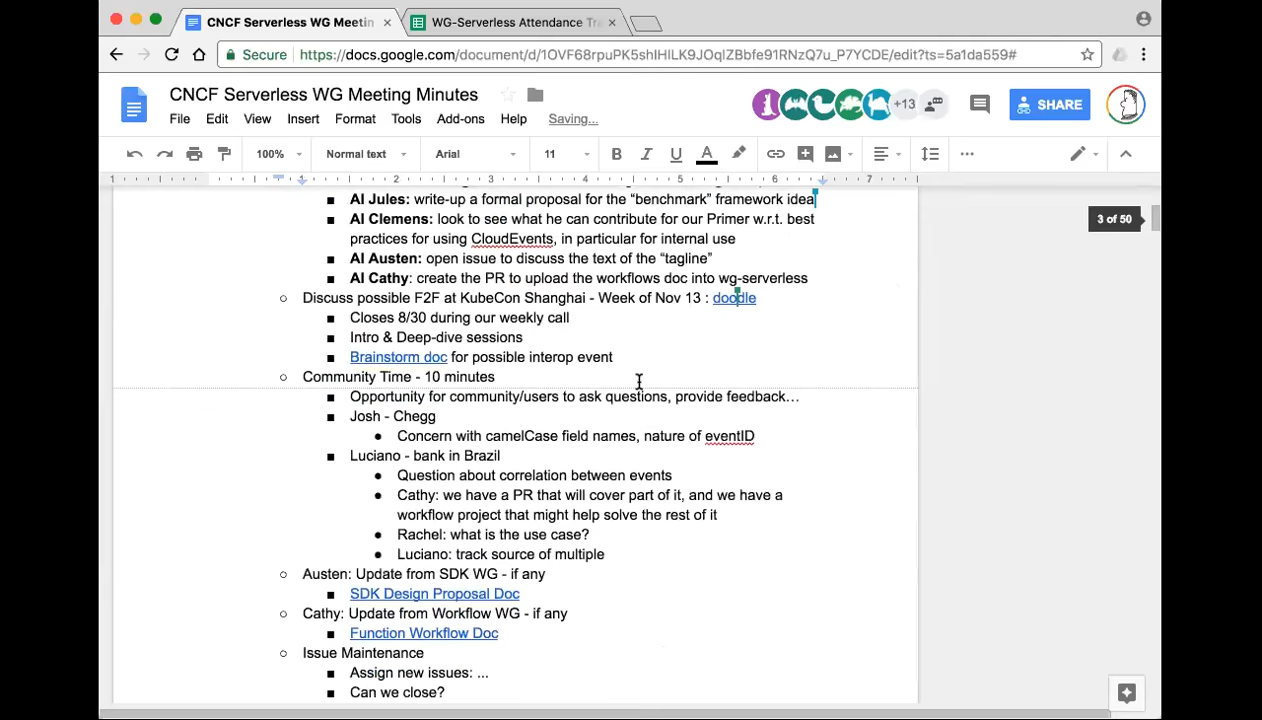 CNCF Serverless WG Meetin
WG-Serverless Attendance Tra
Secure
https://docs.google.com/document/d/1OVF68rpuPK5shIHILK9JOqlZBbfe91RNzQ7u_P7YCDE/edit?ts=5a1da559#
CNCF Serverless WG Meeting Minutes
+13
SHARE
File Edit View Insert Format Tools Add-ons Help Saving...
100% Normal text Arial 11 B I U A
1 1 2 3 4 5 6 7
AI Jules: write-up a formal proposal for the “benchmark” framework idea
3 of 50
AI Clemens: look to see what he can contribute for our Primer w.r.t. best
practices for using CloudEvents, in particular for internal use
AI Austen: open issue to discuss the text of the “tagline”
AI Cathy: create the PR to upload the workflows doc into wg-serverless
Discuss possible F2F at KubeCon Shanghai - Week of Nov 13 : doodle
Closes 8/30 during our weekly call
Intro & Deep-dive sessions
Brainstorm doc for possible interop event
Community Time - 10 minutes
Opportunity for community/users to ask questions, provide feedback…
Josh - Chegg
Concern with camelCase field names, nature of eventID
Luciano - bank in Brazil
Question about correlation between events
Cathy: we have a PR that will cover part of it, and we have a
workflow project that might help solve the rest of it
Rachel: what is the use case?
Luciano: track source of multiple
Austen: Update from SDK WG - if any
SDK Design Proposal Doc
Cathy: Update from Workflow WG - if any
Function Workflow Doc
Issue Maintenance
Assign new issues: ...
Can we close?